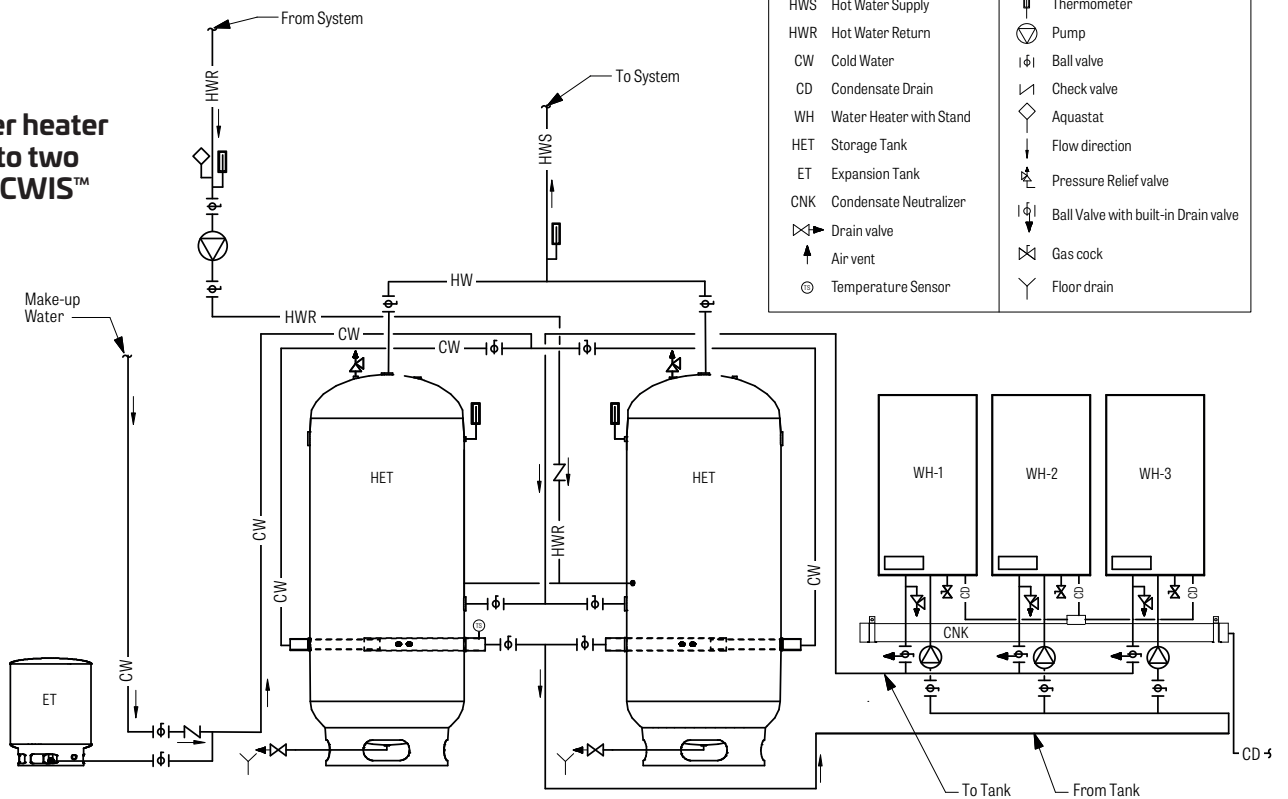 From System
HWR
To System
HWS
er heater
to two
CWIS™
HWS Hot Water Supply
HWR Hot Water Return
CW Cold Water
CD Condensate Drain
WH Water Heater with Stand
HET Storage Tank
ET Expansion Tank
CNK Condensate Neutralizer
Drain valve
Air vent
TS Temperature Sensor
Thermometer
Pump
Ball valve
Check valve
Aquastat
Flow direction
Pressure Relief valve
Ball Valve with built-in Drain valve
Gas cock
Floor drain
Make-up
Water
HW
HWR
CW
CW
HET
HET
WH-1
WH-2
WH-3
CW
HWR
CW
CW
CD
CD
CD
TS
CNK
CW
ET
CD
To Tank
From Tank